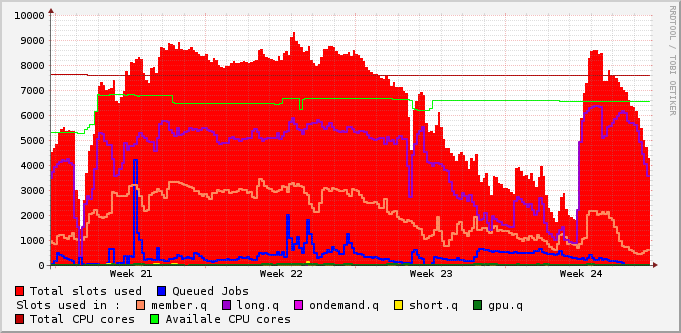 10000
9000
8000
7000
6000
5000
4000
3000
2000
1000
0
Week 21 Week 22 Week 23 Week 24
RRDTOOL / TOBI OETIKER
Total slots used Queued Jobs
Slots used in : member.q long.q ondemand.q short.q gpu.q
Total CPU cores Availale CPU cores